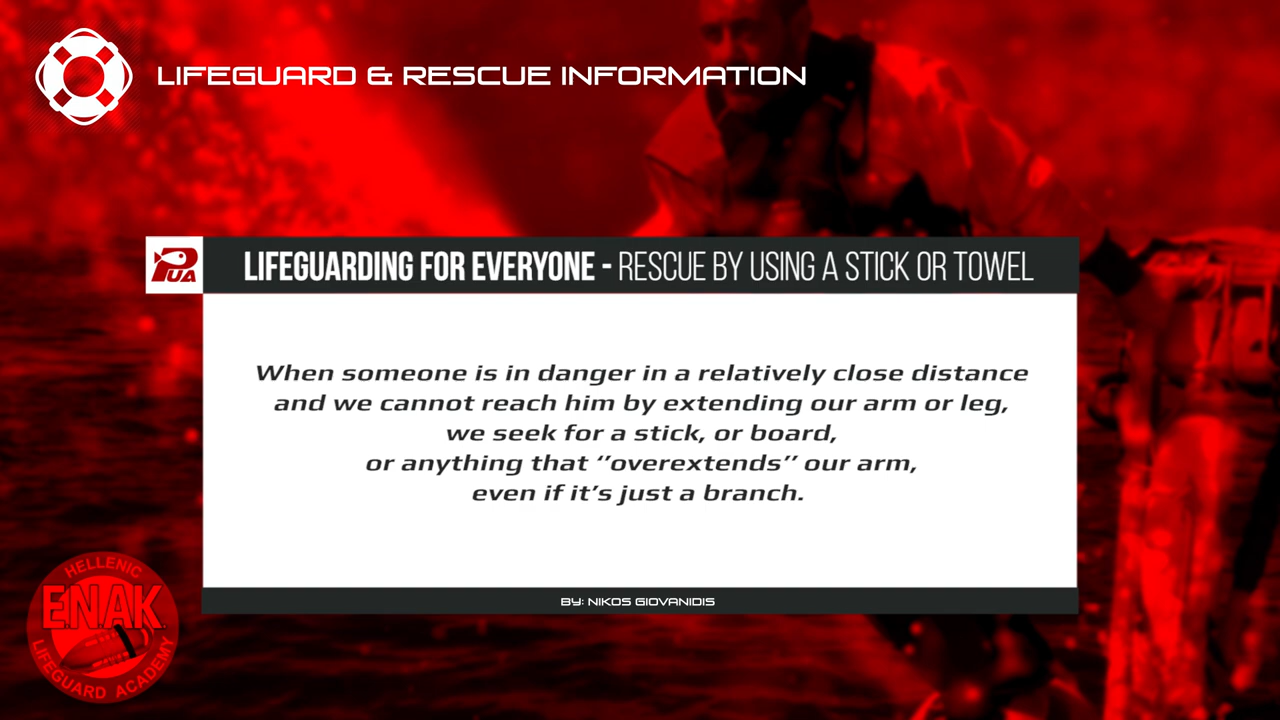 LIFEGUARD & RESCUE INFORMATION
PUA
LIFEGUARDING FOR EVERYONE - RESCUE BY USING A STICK OR TOWEL
When someone is in danger in a relatively close distance
and we cannot reach him by extending our arm or leg,
we seek for a stick, or board,
or anything that ‘’overextends’’ our arm,
even if it’s just a branch.
BY: NIKOS GIOVANIDIS
HELLENIC
E.N.A.K.
LIFEGUARD ACADEMY